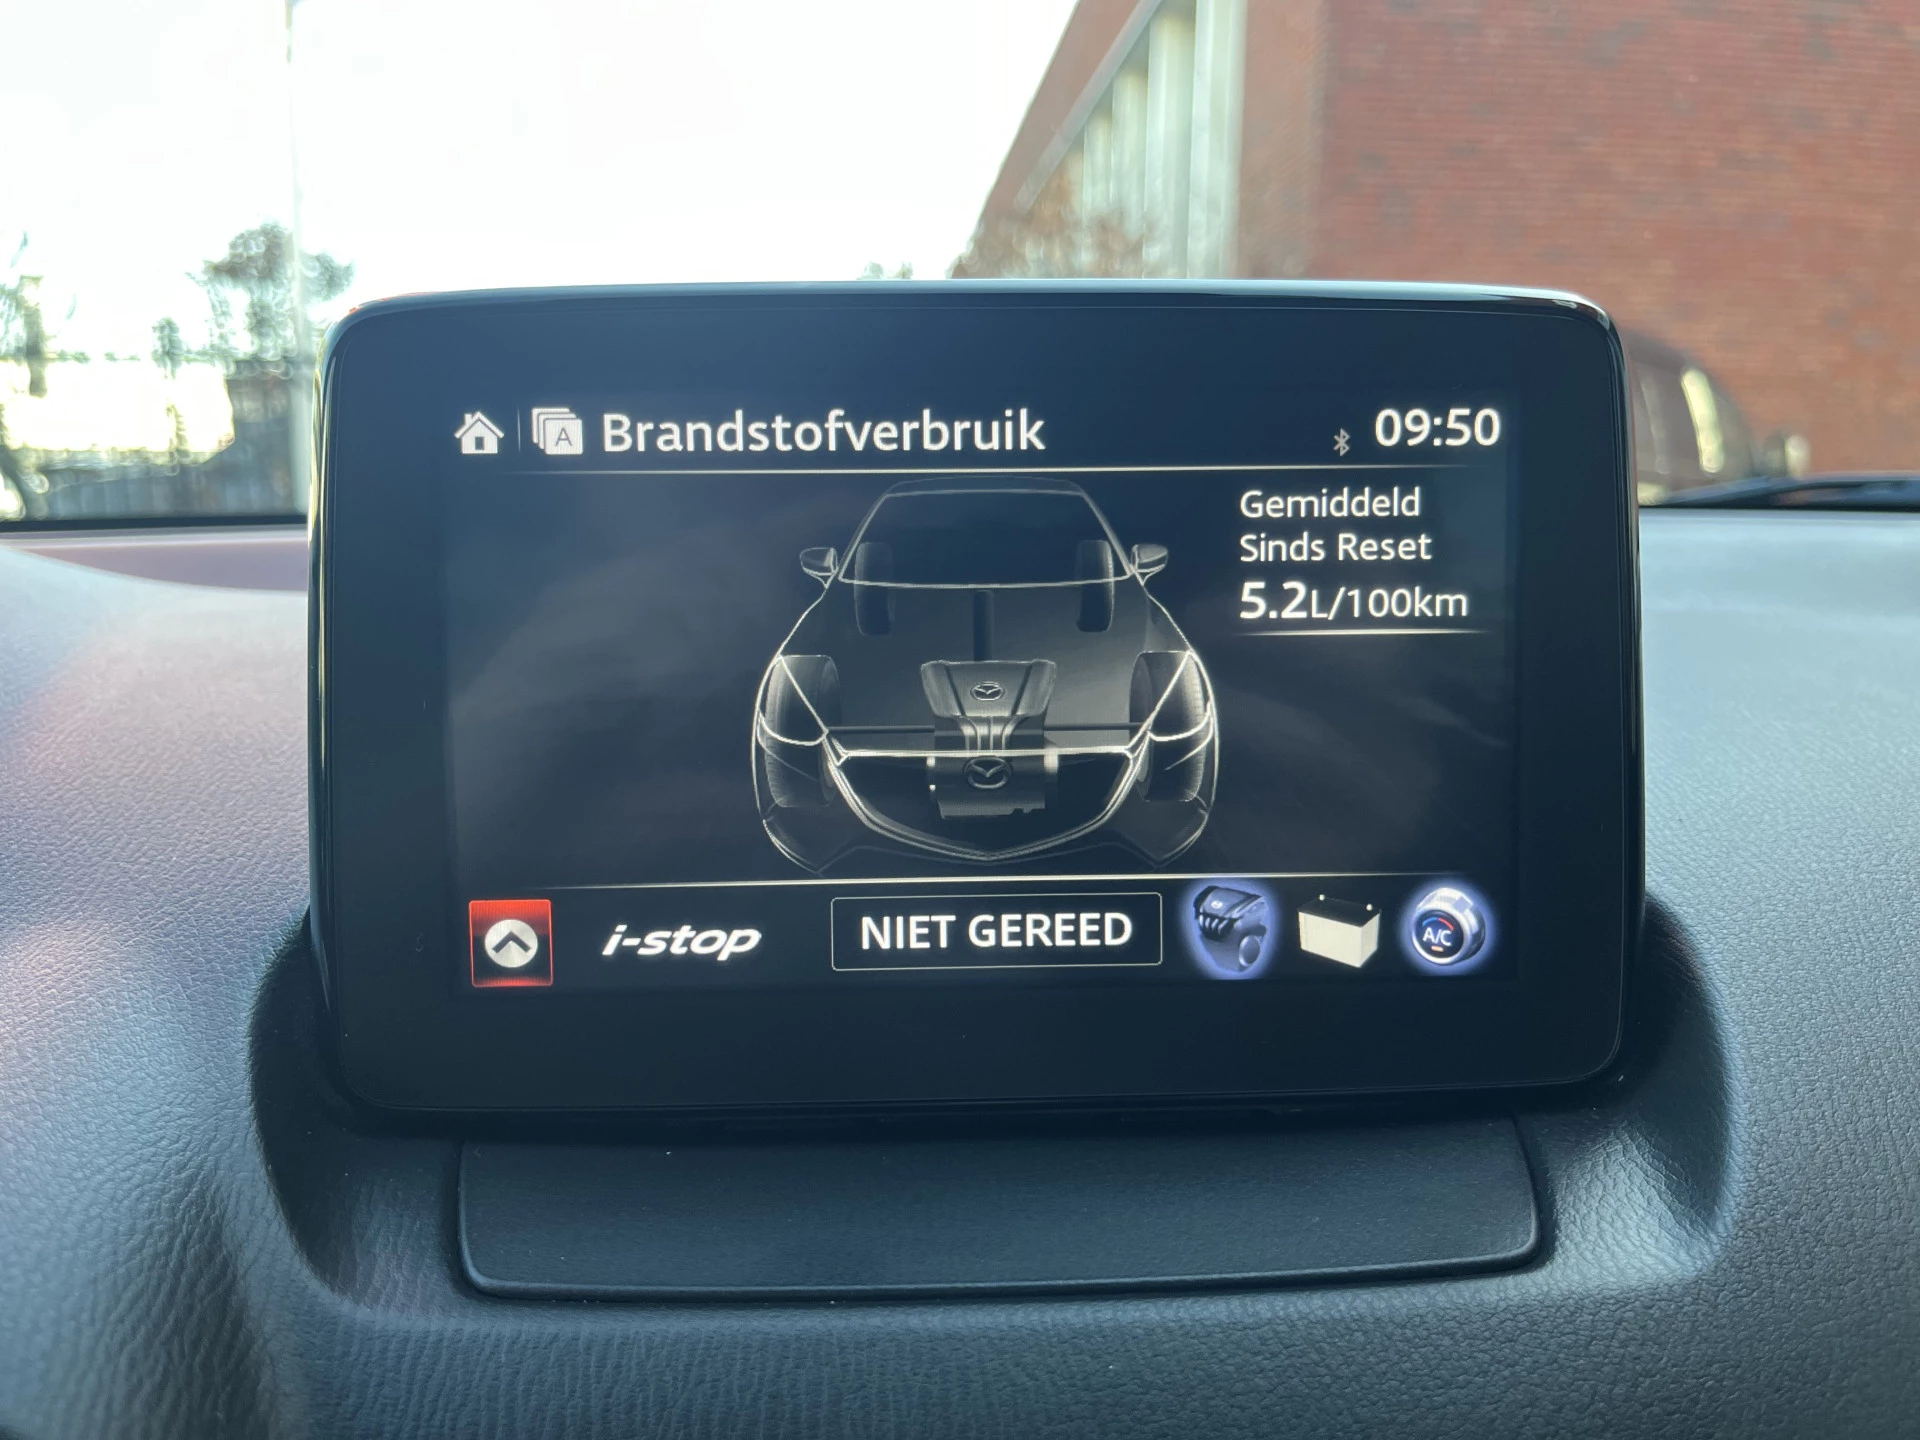 A Brandstofverbruik 09:50
Gemiddeld
Sinds Reset
5.2L/100km
i-stop NIET GEREED A/C